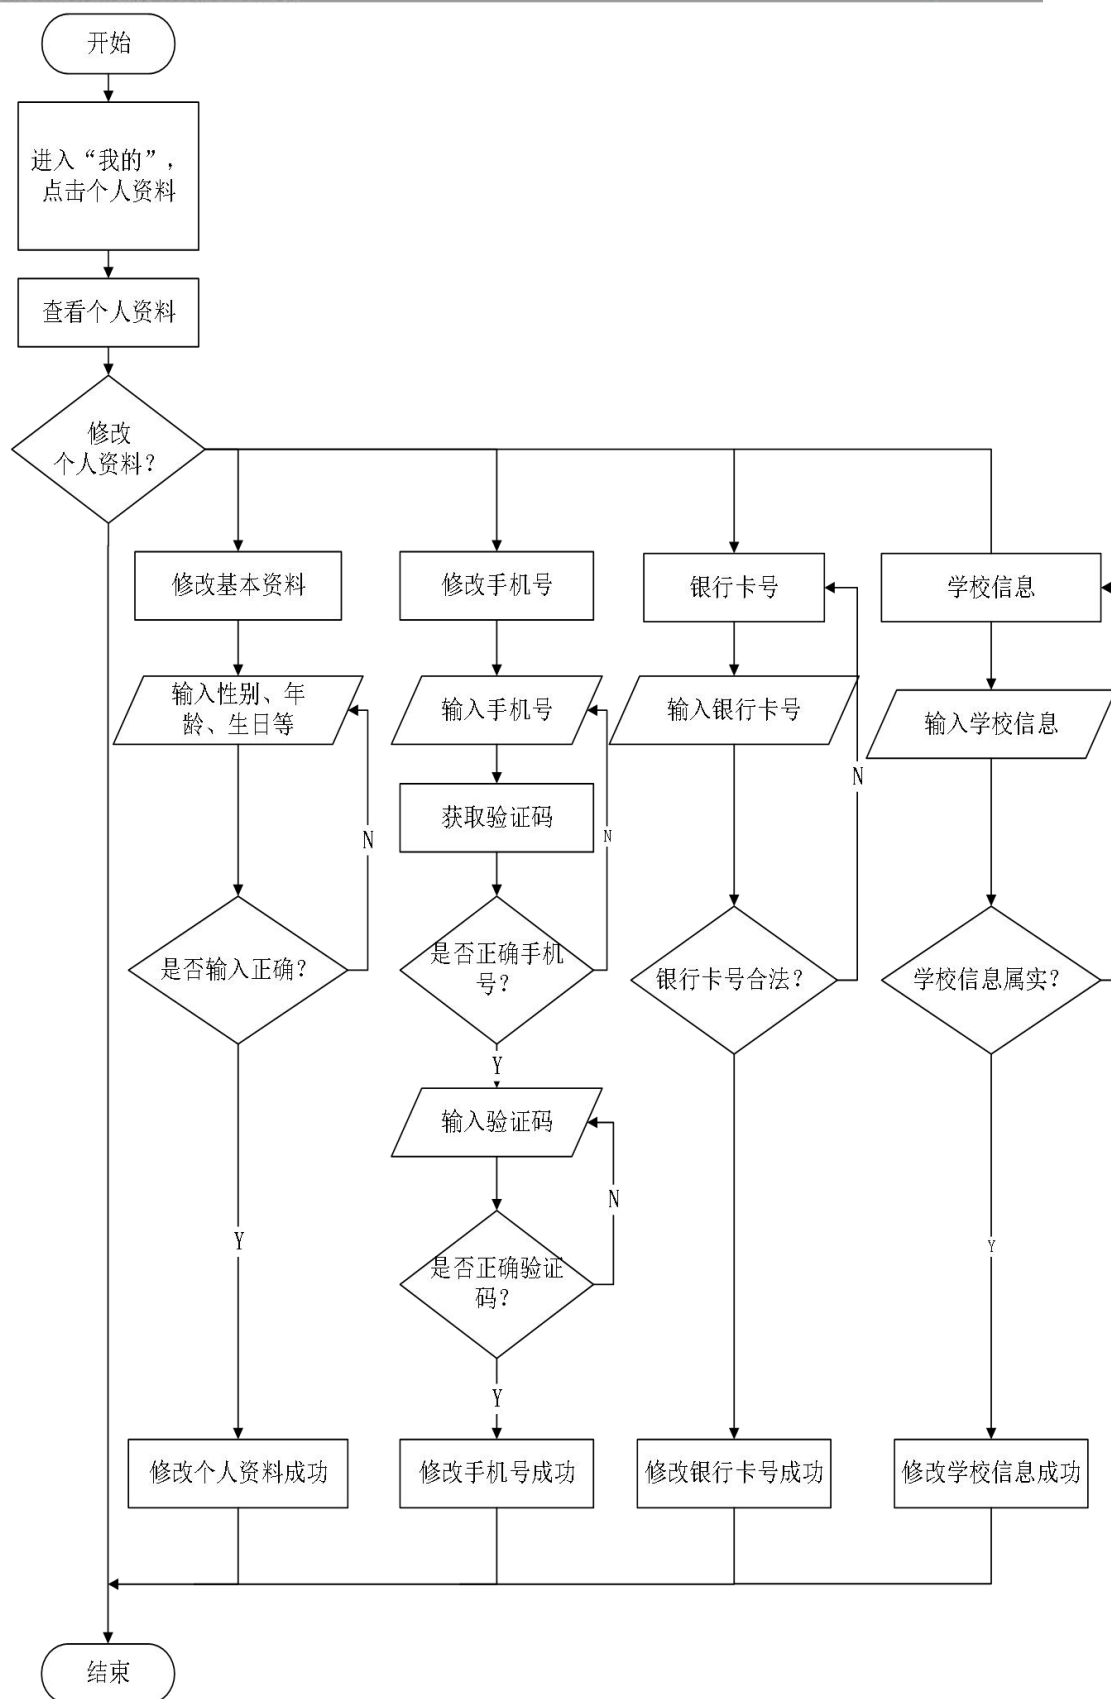 开始
进入“我的”，
点击个人资料
查看个人资料
修改
个人资料？
修改基本资料
修改手机号
银行卡号
学校信息
输入性别、年
龄、生日等
输入手机号
输入银行卡号
输入学校信息
N
获取验证码
N
N
是否输入正确？
是否正确手机
号？
银行卡号合法？
学校信息属实？
Y
输入验证码
N
Y
是否正确验证
码？
Y
Y
修改个人资料成功
修改手机号成功
修改银行卡号成功
修改学校信息成功
结束